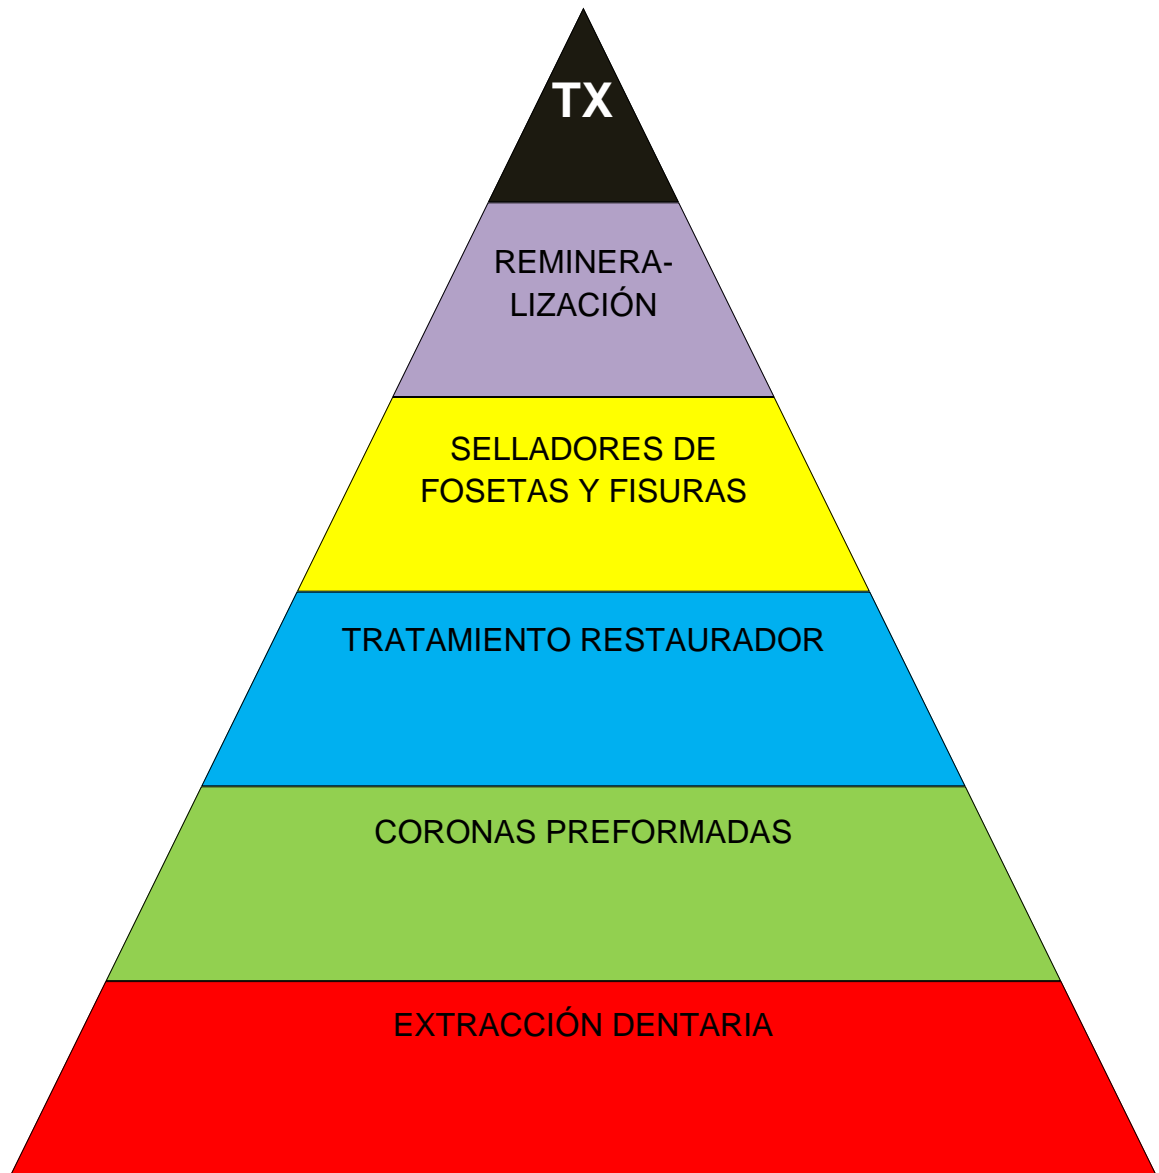 TX
REMINERA-
LIZACIÓN
SELLADORES DE
FOSETAS Y FISURAS
TRATAMIENTO RESTAURADOR
CORONAS PREFORMADAS
EXTRACCIÓN DENTARIA